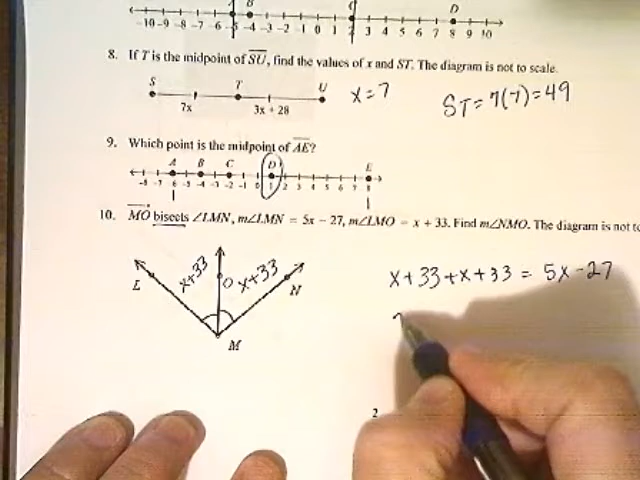 B C D
-10 -9 -8 -7 -6 -5 -4 -3 -2 -1 0 1 2 3 4 5 6 7 8 9 10
8. If T is the midpoint of SU, find the values of x and ST. The diagram is not to scale.
S T U
7x 3x + 28
x = 7
ST = 7(7) = 49
9. Which point is the midpoint of AE?
A B C D E
-8 -7 -6 -5 -4 -3 -2 -1 0 1 2 3 4 5 6 7 8
10. MO bisects ∠LMN, m∠LMN = 5x − 27, m∠LMO = x + 33. Find m∠NMO. The diagram is not to
L x+33 O x+33 N
M
x + 33 + x + 33 = 5x - 27
2